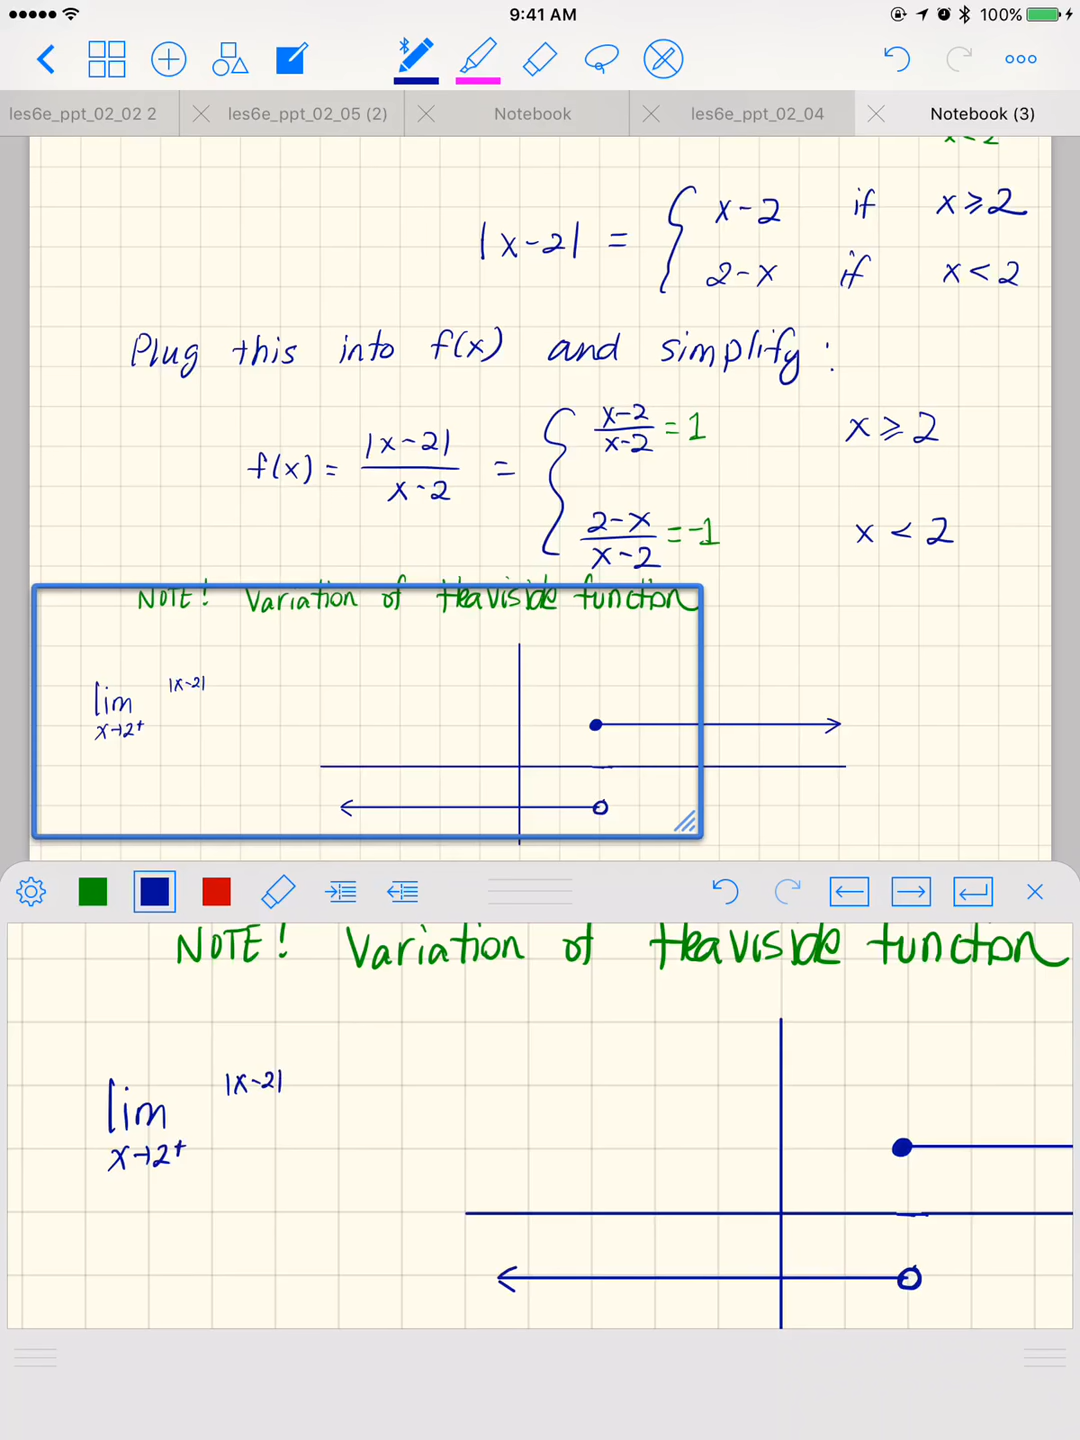 9:41 AM 100%
les6e_ppt_02_02 2 les6e_ppt_02_05 (2) Notebook les6e_ppt_02_04 Notebook (3)
x < 2
|x-2| = { x-2 if x ⩾ 2
2-x if x < 2
Plug this into f(x) and simplify :
f(x) = |x-2| / x-2 = { x-2 / x-2 = 1 x ⩾ 2
2-x / x-2 = -1 x < 2
NOTE! Variation of Heaviside function
lim x→2⁺ |x-2|
NOTE! Variation of Heaviside function
lim x→2⁺ |x-2|